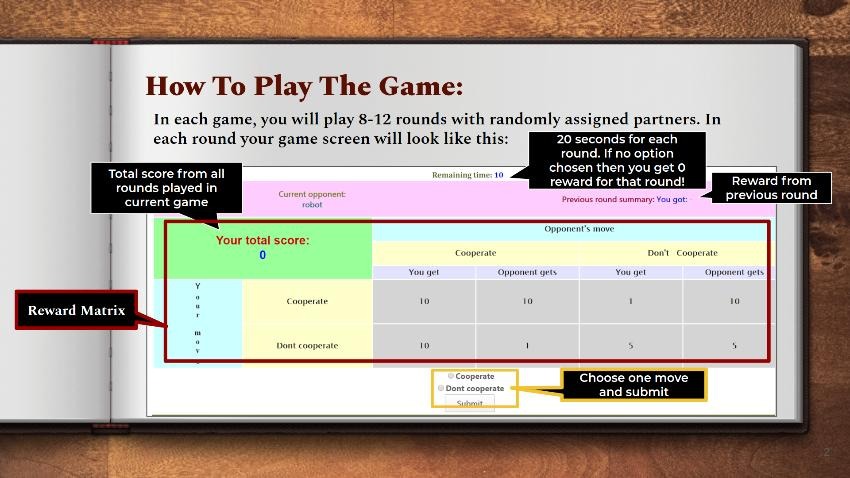 How To Play The Game:
In each game, you will play 8-12 rounds with randomly assigned partners. In
each round your game screen will look like this:
20 seconds for each
round. If no option
chosen then you get 0
reward for that round!
Total score from all
rounds played in
current game
Remaining time: 10
Reward from
previous round
Current opponent:
robot
Previous round summary: You got: -
Your total score:
0
Opponent's move
Cooperate Don't Cooperate
You get Opponent gets You get Opponent gets
Your move
Cooperate 10 10 1 10
Dont cooperate 10 1 5 5
Reward Matrix
Cooperate
Dont cooperate
Submit
Choose one move
and submit
2